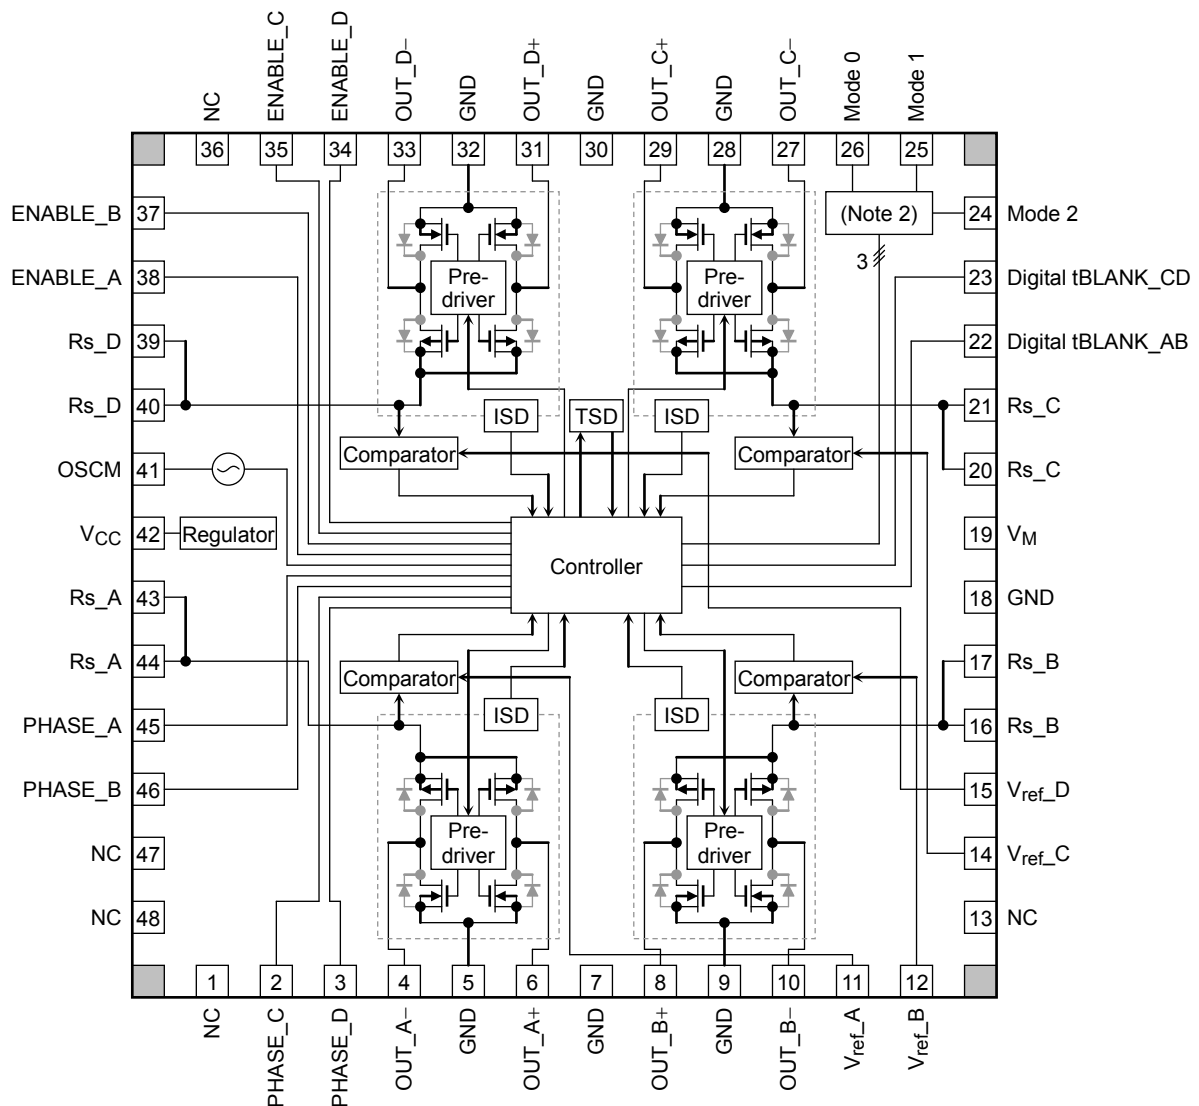 NC
ENABLE_C
ENABLE_D
OUT_D−
GND
OUT_D+
GND
OUT_C+
GND
OUT_C−
Mode 0
Mode 1
36
35
34
33
32
31
30
29
28
27
26
25
ENABLE_B
37
ENABLE_A
38
Rs_D
39
Rs_D
40
OSCM
41
VCC
42
Regulator
Rs_A
43
Rs_A
44
PHASE_A
45
PHASE_B
46
NC
47
NC
48
Pre-
driver
Pre-
driver
(Note 2)
3
24
Mode 2
23
Digital tBLANK_CD
22
Digital tBLANK_AB
21
Rs_C
20
Rs_C
19
VM
18
GND
17
Rs_B
16
Rs_B
15
Vref_D
14
Vref_C
13
NC
ISD
TSD
ISD
Comparator
Comparator
Controller
Comparator
Comparator
ISD
ISD
Pre-
driver
Pre-
driver
1
2
3
4
5
6
7
8
9
10
11
12
NC
PHASE_C
PHASE_D
OUT_A−
GND
OUT_A+
GND
OUT_B+
GND
OUT_B−
Vref_A
Vref_B